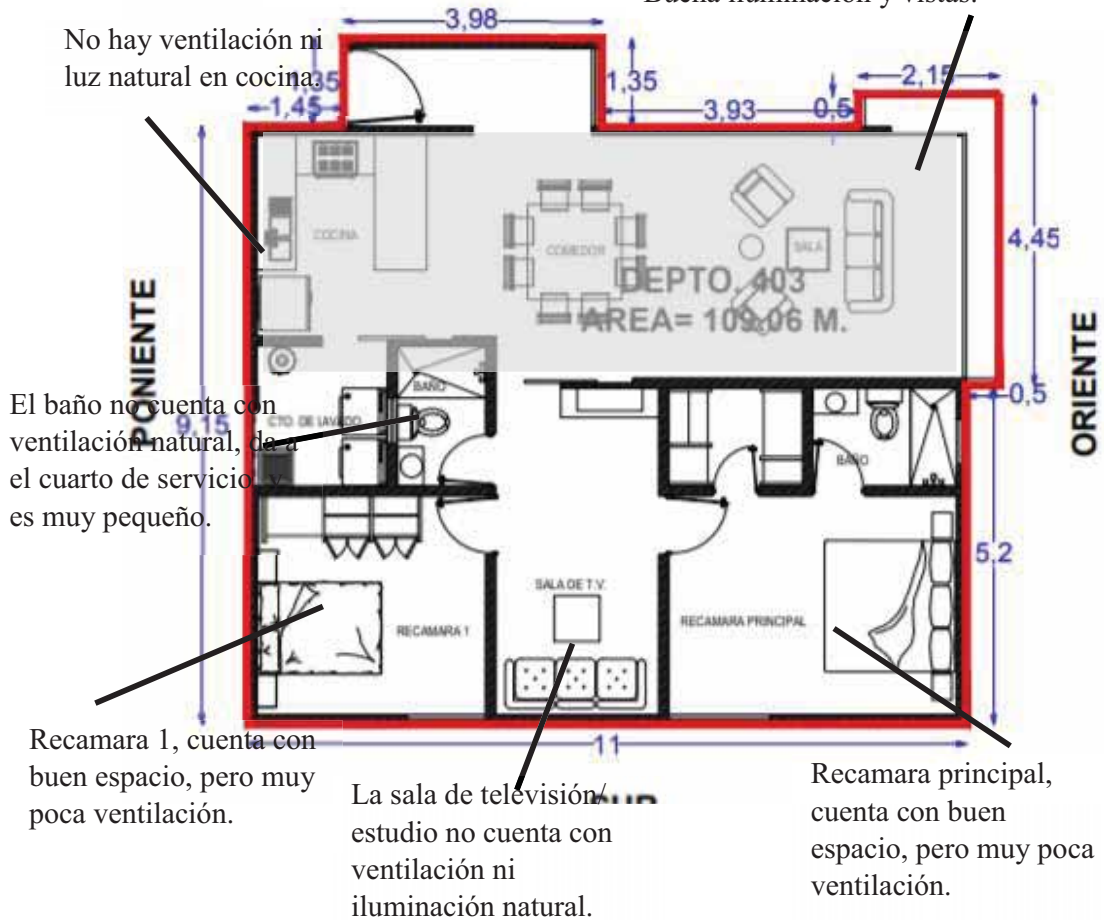 Buena iluminación y vistas.
3,98
No hay ventilación ni
luz natural en cocina.
1,35
1,35
2,15
1,45
3,93
0,5
COCINA
COMEDOR
SALA
4,45
DEPTO. 403
AREA= 109.06 M.
PONIENTE
ORIENTE
9,15
BAÑO
0,5
El baño no cuenta con
ventilación natural, da a
el cuarto de servicio, y
es muy pequeño.
CTO. DE LAVADO
BAÑO
5,2
SALA DE T.V.
RECAMARA 1
RECAMARA PRINCIPAL
11
Recamara 1, cuenta con
buen espacio, pero muy
poca ventilación.
SUR
La sala de televisión/
estudio no cuenta con
ventilación ni
iluminación natural.
Recamara principal,
cuenta con buen
espacio, pero muy poca
ventilación.